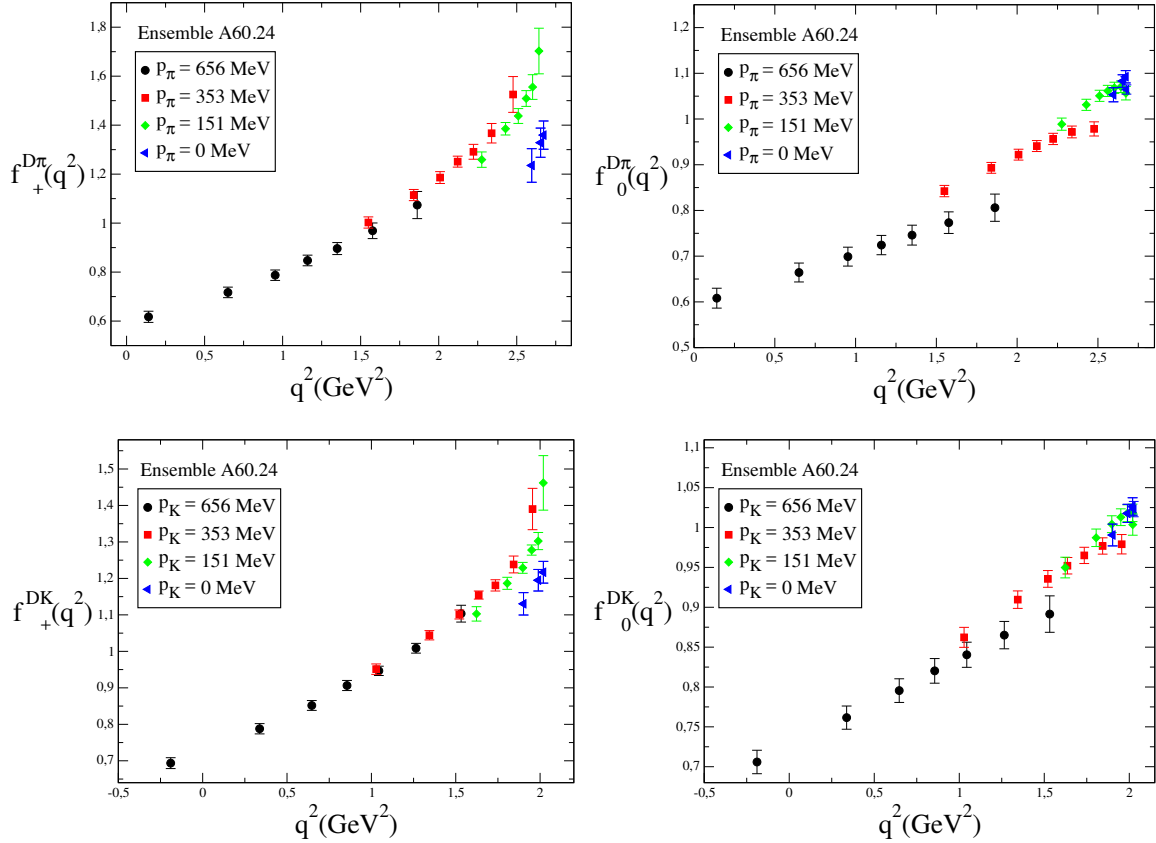 Ensemble A60.24
p_π = 656 MeV
p_π = 353 MeV
p_π = 151 MeV
p_π = 0 MeV
f_+^{Dπ}(q^2)
1,8
1,6
1,4
1,2
1
0,8
0,6
0 0,5 1 1,5 2 2,5
q^2(GeV^2)
Ensemble A60.24
p_π = 656 MeV
p_π = 353 MeV
p_π = 151 MeV
p_π = 0 MeV
f_0^{Dπ}(q^2)
1,2
1,1
1
0,9
0,8
0,7
0,6
0,5
0 0,5 1 1,5 2 2,5
q^2(GeV^2)
Ensemble A60.24
p_K = 656 MeV
p_K = 353 MeV
p_K = 151 MeV
p_K = 0 MeV
f_+^{DK}(q^2)
1,5
1,4
1,3
1,2
1,1
1
0,9
0,8
0,7
-0,5 0 0,5 1 1,5 2
q^2(GeV^2)
Ensemble A60.24
p_K = 656 MeV
p_K = 353 MeV
p_K = 151 MeV
p_K = 0 MeV
f_0^{DK}(q^2)
1,1
1,05
1
0,95
0,9
0,85
0,8
0,75
0,7
-0,5 0 0,5 1 1,5 2
q^2(GeV^2)